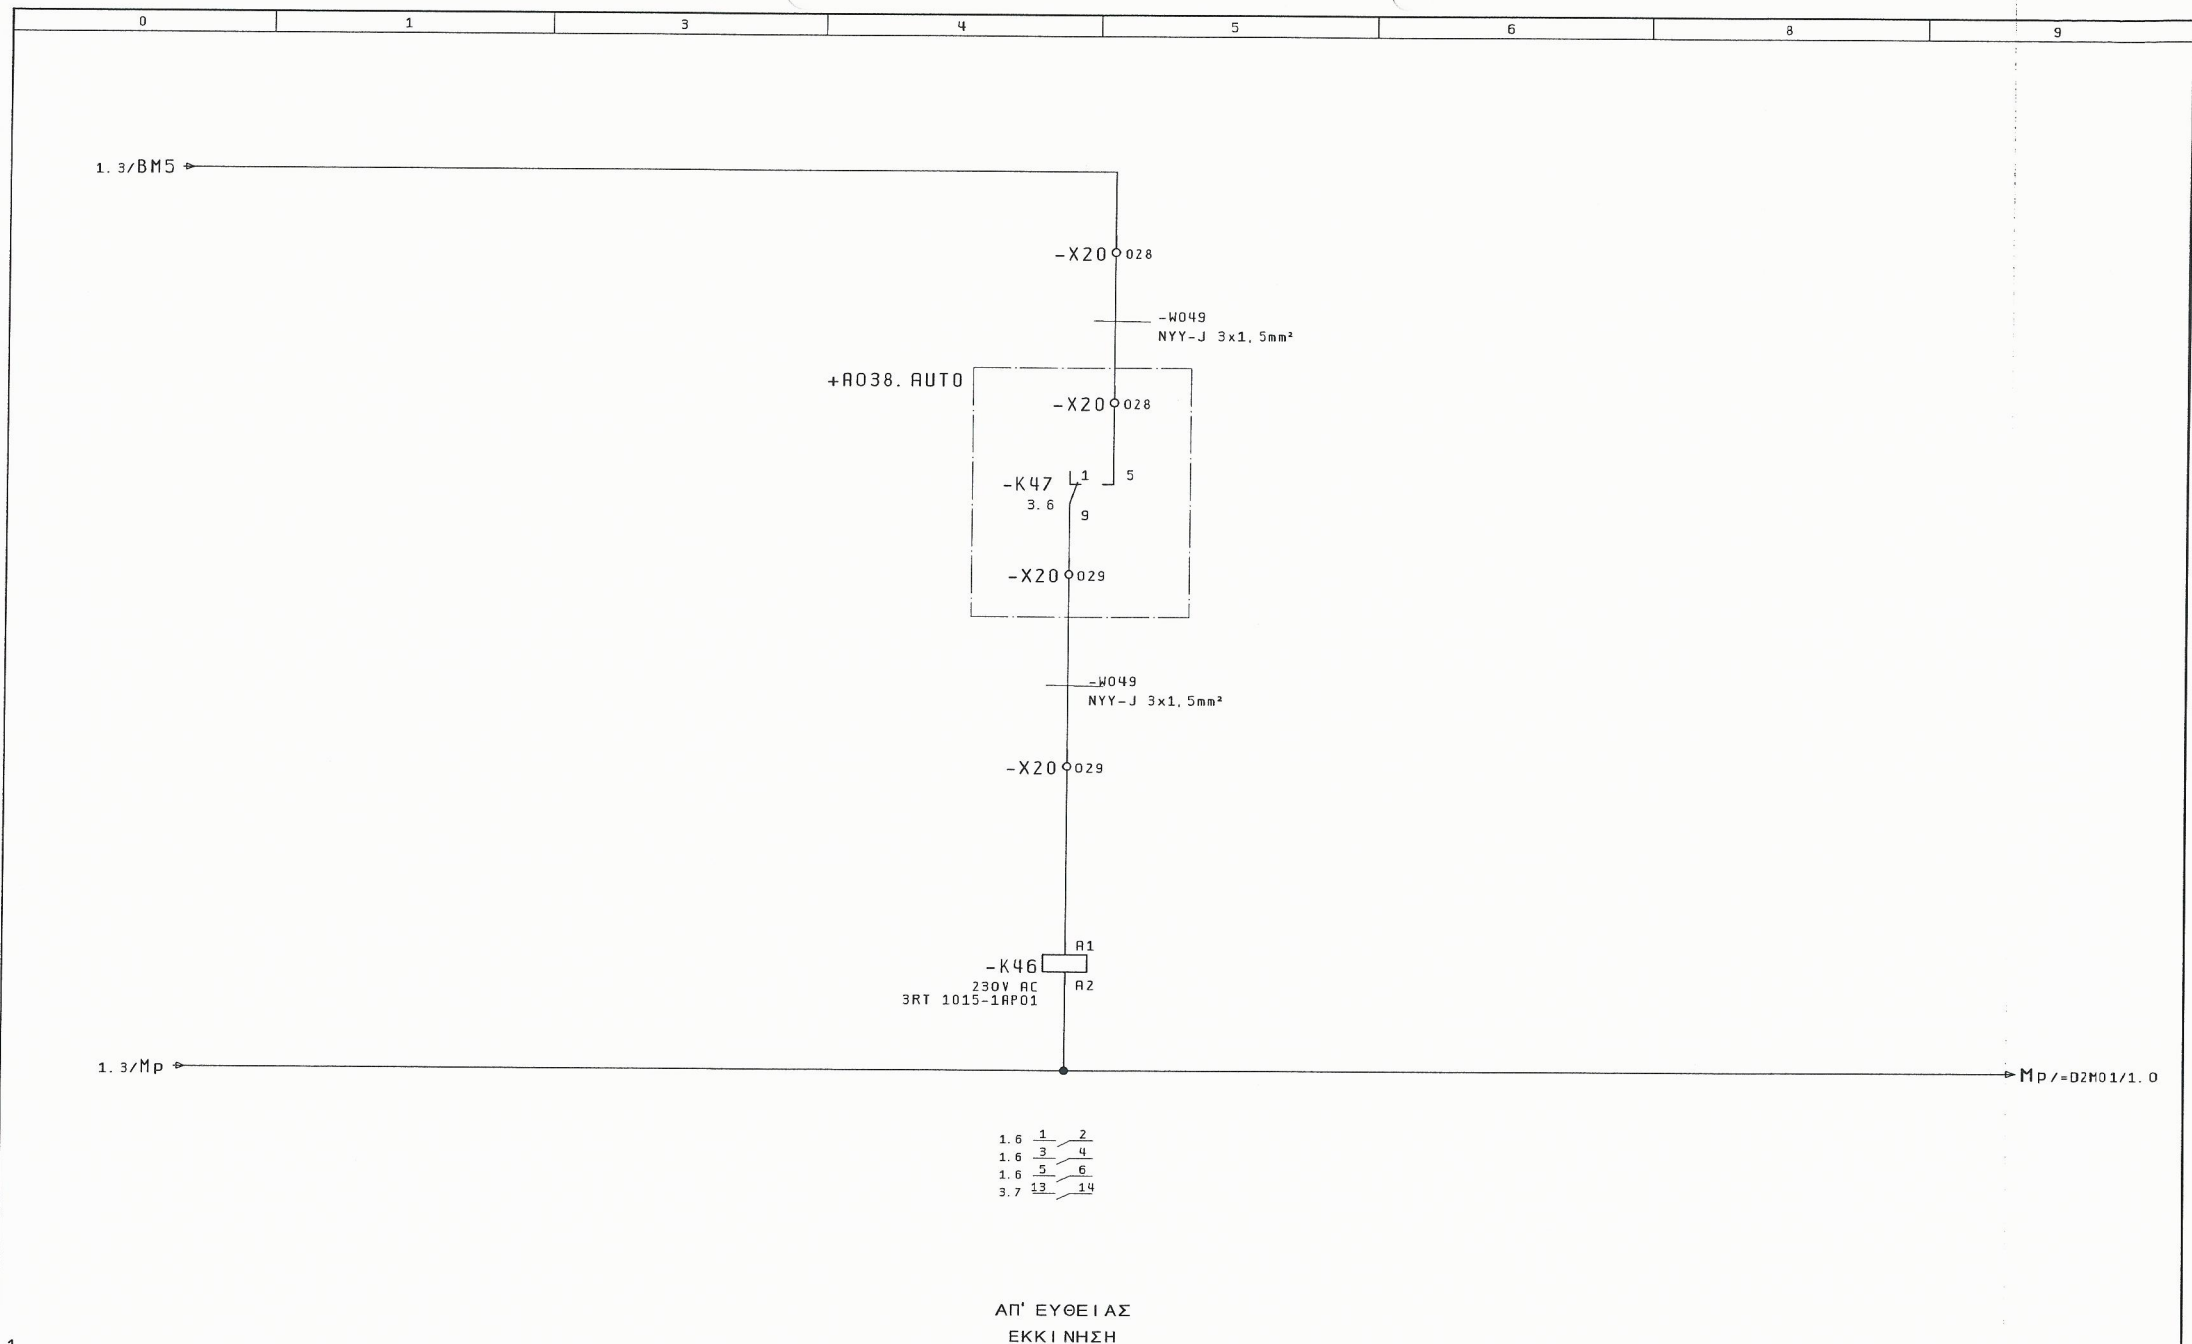 0 1 3 4 5 6 8 9
1.3/BM5
-X20 028
-W049
NYY-J 3x1,5mm²
+A038.AUTO
-X20 028
-K47 1 5
3.6
9
-X20 029
-W049
NYY-J 3x1,5mm²
-X20 029
A1
-K46
230V AC A2
3RT 1015-1AP01
1.3/Mp
Mp/=D2M01/1.0
1.6 1 2
1.6 3 4
1.6 5 6
3.7 13 14
ΑΠ' ΕΥΘΕΙΑΣ
ΕΚΚΙΝΗΣΗ